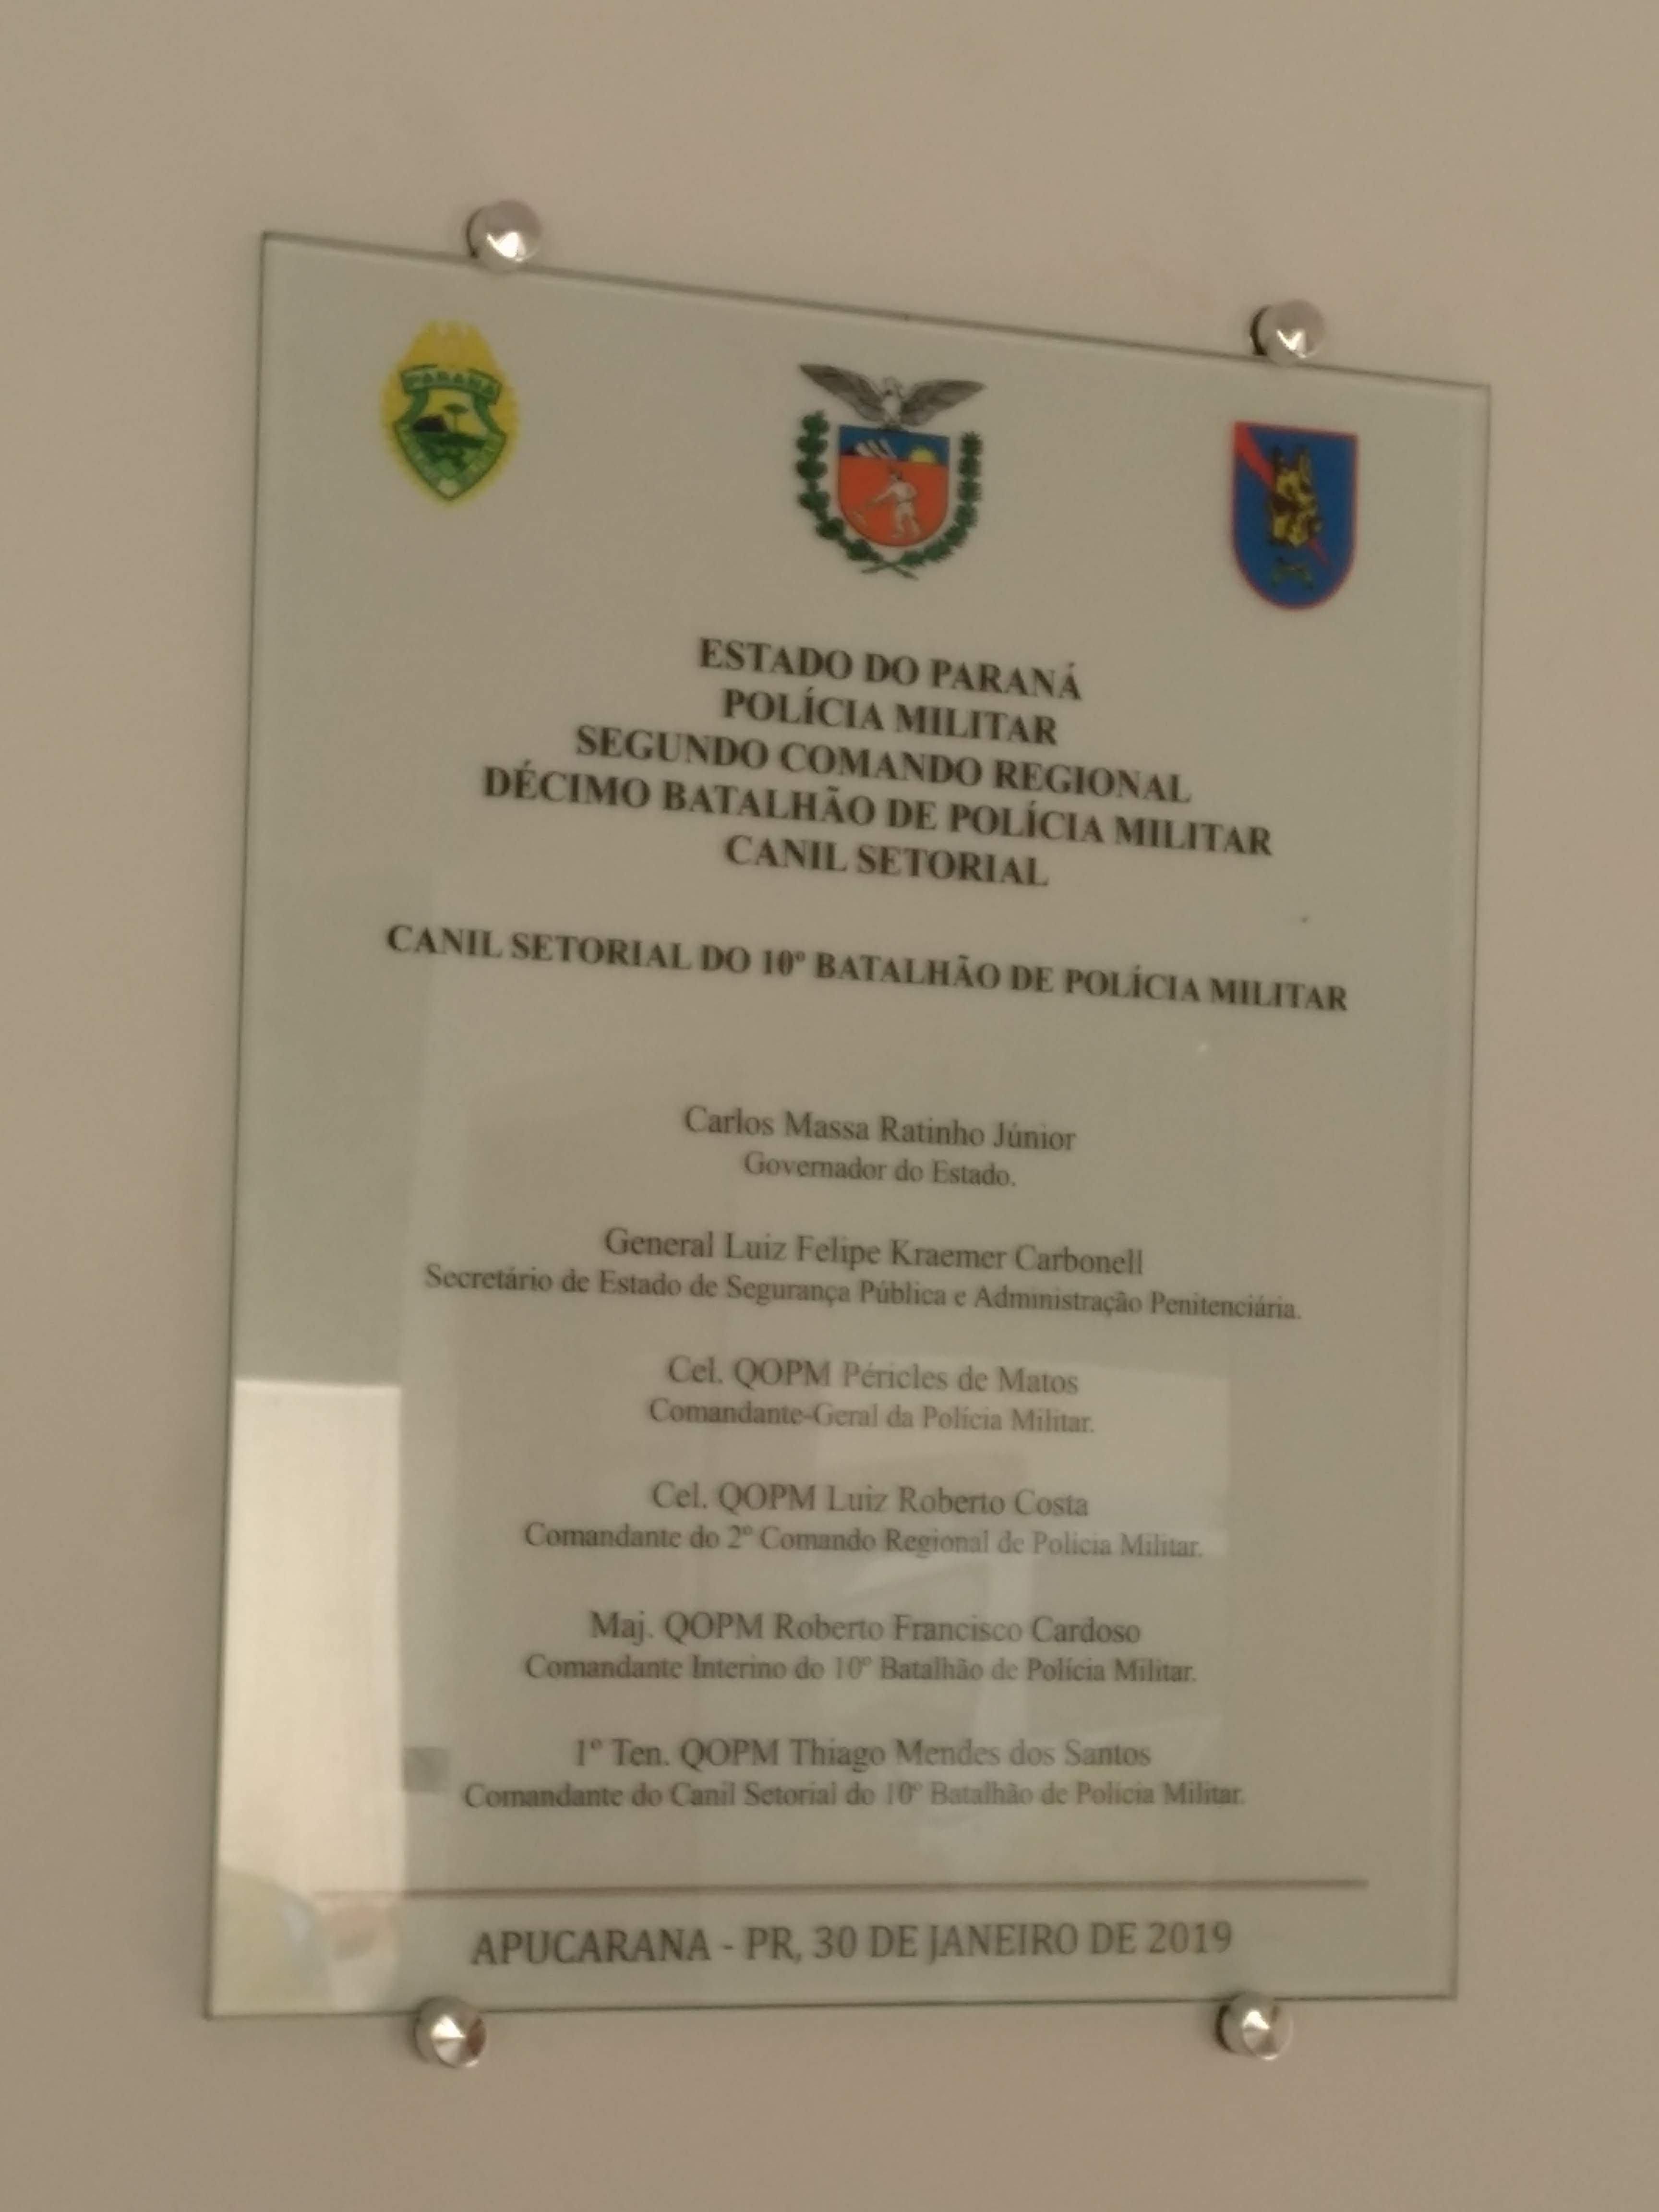 PARANÁ
ESTADO DO PARANÁ
POLÍCIA MILITAR
SEGUNDO COMANDO REGIONAL
DÉCIMO BATALHÃO DE POLÍCIA MILITAR
CANIL SETORIAL
CANIL SETORIAL DO 10º BATALHÃO DE POLÍCIA MILITAR
Carlos Massa Ratinho Júnior
Governador do Estado.
General Luiz Felipe Kraemer Carbonell
Secretário de Estado de Segurança Pública e Administração Penitenciária.
Cel. QOPM Péricles de Matos
Comandante-Geral da Polícia Militar.
Cel. QOPM Luiz Roberto Costa
Comandante do 2º Comando Regional de Polícia Militar.
Maj. QOPM Roberto Francisco Cardoso
Comandante Interino do 10º Batalhão de Polícia Militar.
1º Ten. QOPM Thiago Mendes dos Santos
Comandante do Canil Setorial do 10º Batalhão de Polícia Militar.
APUCARANA - PR, 30 DE JANEIRO DE 2019